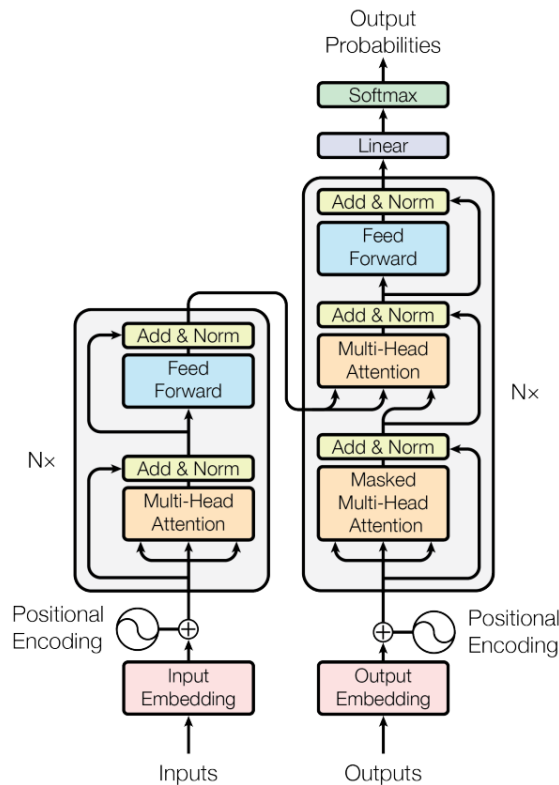 Output
Probabilities
Softmax
Linear
Add & Norm
Feed
Forward
Add & Norm
Multi-Head
Attention
Nx
Add & Norm
Masked
Multi-Head
Attention
Add & Norm
Feed
Forward
Nx
Add & Norm
Multi-Head
Attention
Positional
Encoding
Positional
Encoding
Input
Embedding
Output
Embedding
Inputs
Outputs